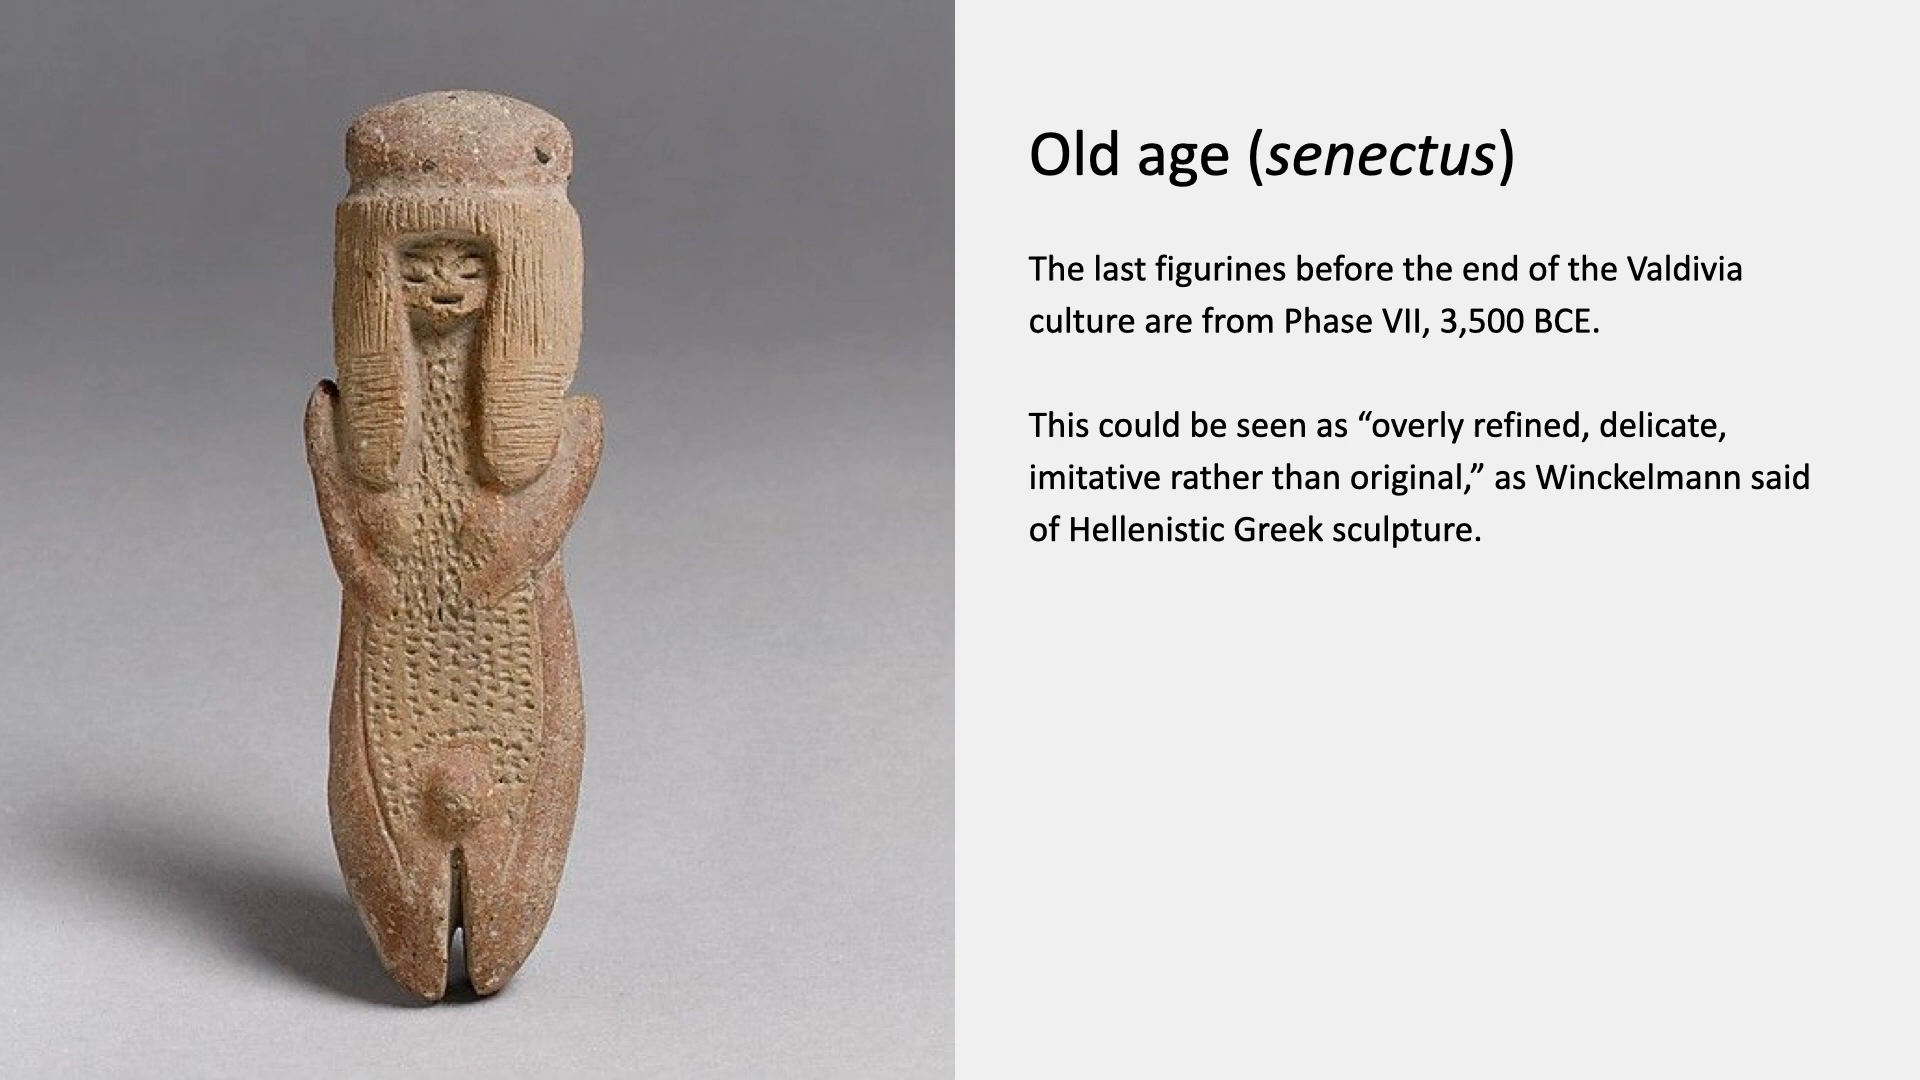 Old age (senectus)
The last figurines before the end of the Valdivia
culture are from Phase VII, 3,500 BCE.
This could be seen as “overly refined, delicate,
imitative rather than original,” as Winckelmann said
of Hellenistic Greek sculpture.